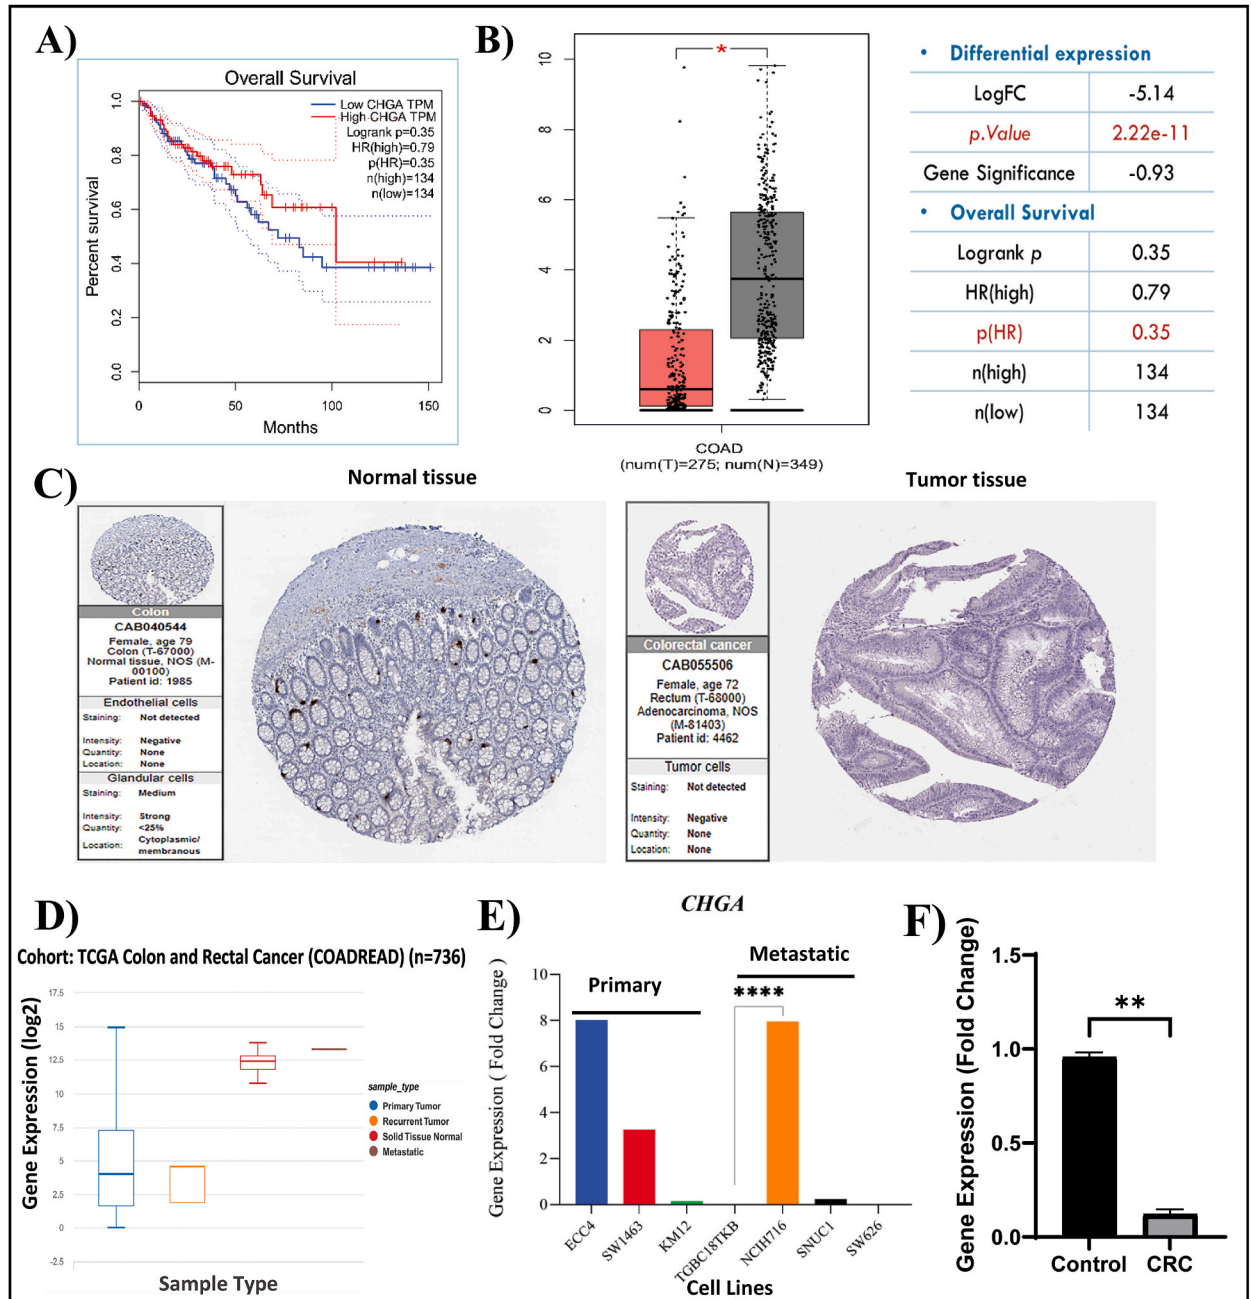 A)
Overall Survival
Low CHGA TPM
High CHGA TPM
Logrank p=0.35
HR(high)=0.79
p(HR)=0.35
n(high)=134
n(low)=134
Percent survival
1.0
0.8
0.6
0.4
0.2
0.0
0 50 100 150
Months
B)
*
10
8
6
4
2
0
COAD
(num(T)=275; num(N)=349)
• Differential expression
LogFC -5.14
p.Value 2.22e-11
Gene Significance -0.93
• Overall Survival
Logrank p 0.35
HR(high) 0.79
p(HR) 0.35
n(high) 134
n(low) 134
C)
Normal tissue
Colon
CAB040544
Female, age 79
Colon (T-67000)
Normal tissue, NOS (M-
00100)
Patient id: 1985
Endothelial cells
Staining: Not detected
Intensity: Negative
Quantity: None
Location: None
Glandular cells
Staining: Medium
Intensity: Strong
Quantity: <25%
Location: Cytoplasmic/
membranous
Tumor tissue
Colorectal cancer
CAB055506
Female, age 72
Rectum (T-68000)
Adenocarcinoma, NOS
(M-81403)
Patient id: 4462
Tumor cells
Staining: Not detected
Intensity: Negative
Quantity: None
Location: None
D)
Cohort: TCGA Colon and Rectal Cancer (COADREAD) (n=736)
Gene Expression (log2)
17.5
15
12.5
10
7.5
5
2.5
0
-2.5
Sample Type
sample_type
Primary Tumor
Recurrent Tumor
Solid Tissue Normal
Metastatic
E)
CHGA
Gene Expression ( Fold Change )
10
8
6
4
2
0
Primary
Metastatic
****
ECC4
SW1463
KM12
TGBC18TKB
NCIH716
SNUC1
SW626
Cell Lines
F)
Gene Expression (Fold Change)
1.5
1.0
0.5
0.0
**
Control CRC